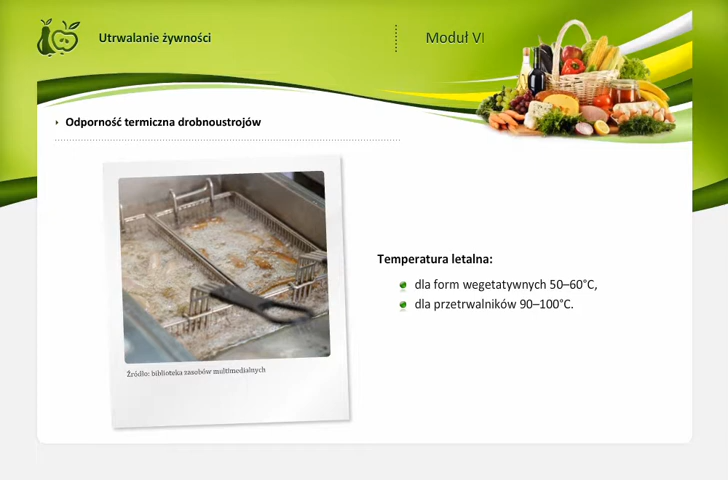 Utrwalanie żywności
Moduł VI
Odporność termiczna drobnoustrojów
Temperatura letalna:
dla form wegetatywnych 50–60°C,
dla przetrwalników 90–100°C.
Źródło: biblioteka zasobów multimedialnych